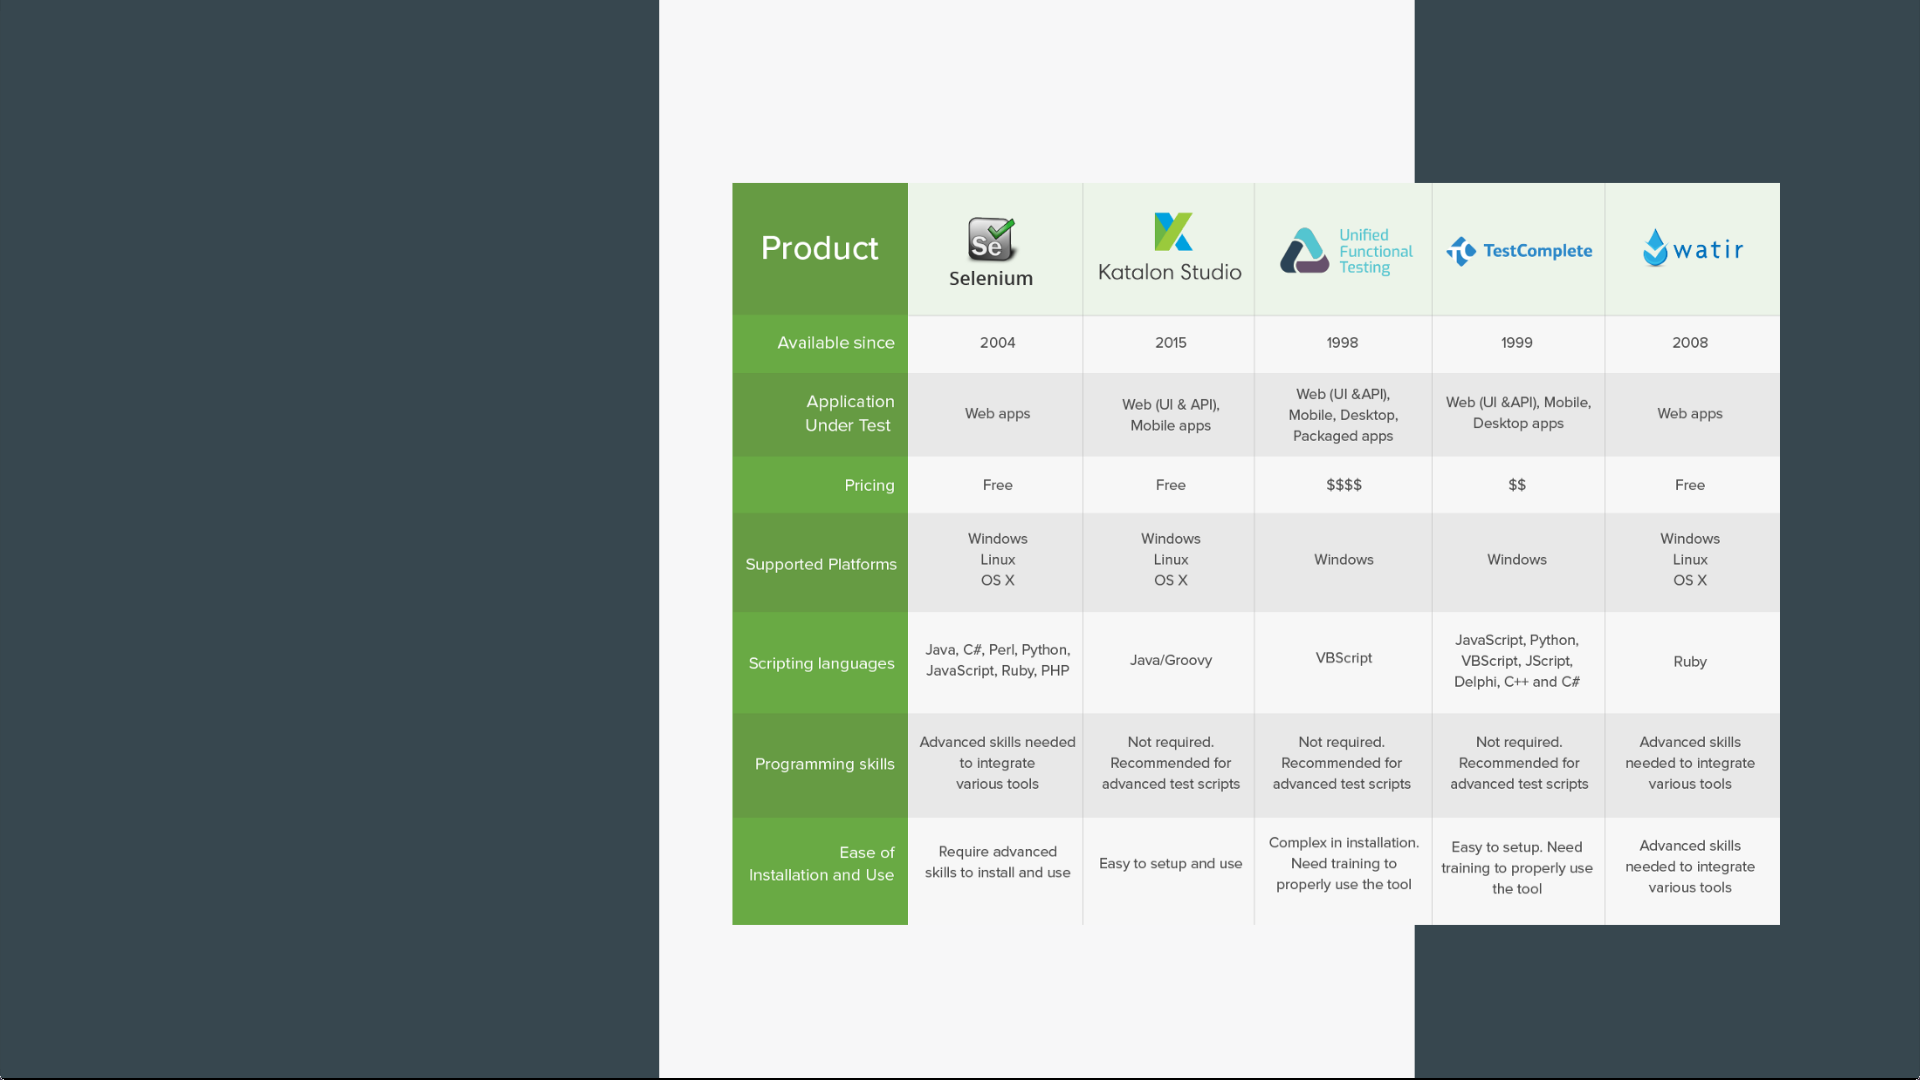 Product
Se
Selenium
Katalon Studio
Unified
Functional
Testing
TestComplete
watir
Available since
2004
2015
1998
1999
2008
Application
Under Test
Web apps
Web (UI & API),
Mobile apps
Web (UI &API),
Mobile, Desktop,
Packaged apps
Web (UI &API), Mobile,
Desktop apps
Web apps
Pricing
Free
Free
$$$$
$$
Free
Supported Platforms
Windows
Linux
OS X
Windows
Linux
OS X
Windows
Windows
Windows
Linux
OS X
Scripting languages
Java, C#, Perl, Python,
JavaScript, Ruby, PHP
Java/Groovy
VBScript
JavaScript, Python,
VBScript, JScript,
Delphi, C++ and C#
Ruby
Programming skills
Advanced skills needed
to integrate
various tools
Not required.
Recommended for
advanced test scripts
Not required.
Recommended for
advanced test scripts
Not required.
Recommended for
advanced test scripts
Advanced skills
needed to integrate
various tools
Ease of
Installation and Use
Require advanced
skills to install and use
Easy to setup and use
Complex in installation.
Need training to
properly use the tool
Easy to setup. Need
training to properly use
the tool
Advanced skills
needed to integrate
various tools